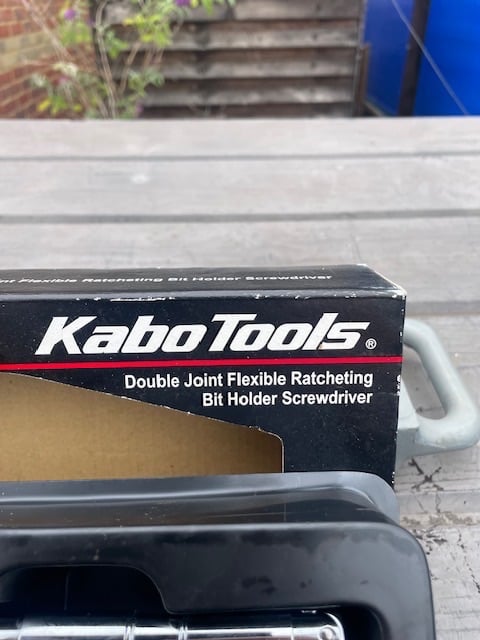 Flexible Ratcheting Bit Holder Screwdriver
Kabo Tools ®
Double Joint Flexible Ratcheting
Bit Holder Screwdriver